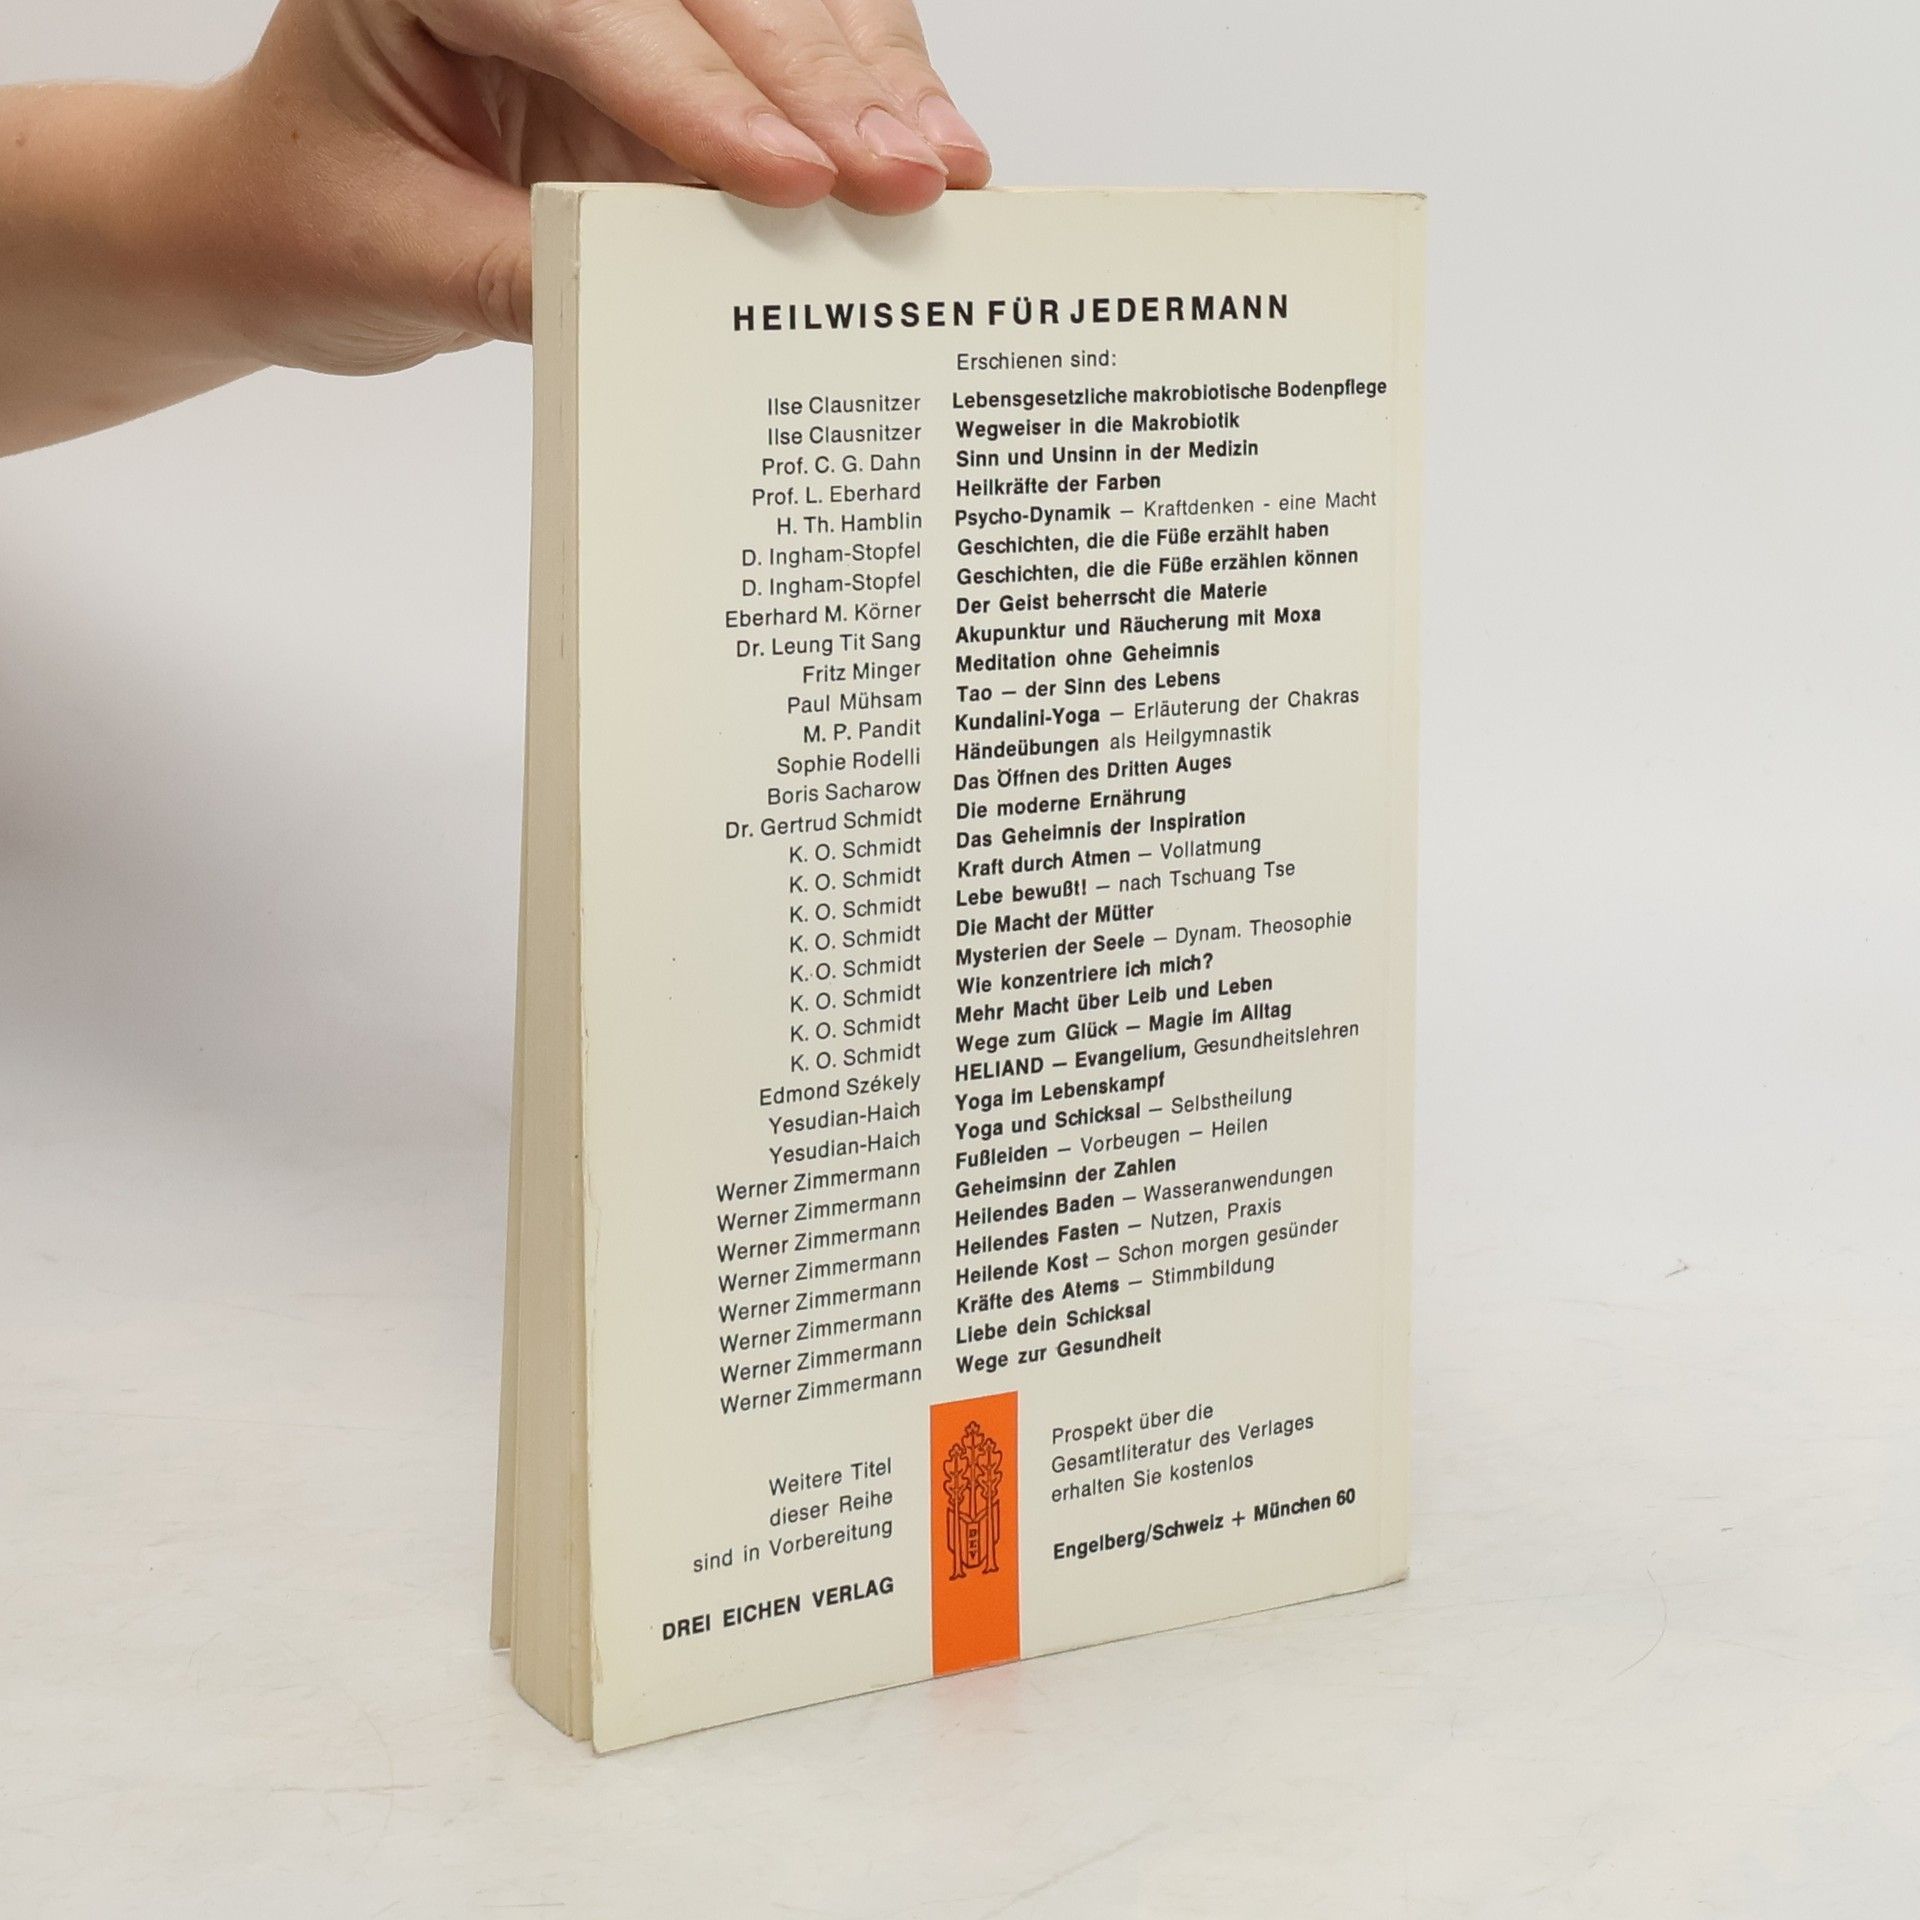 HEILWISSEN FÜR JEDERMANN
Erschienen sind:
Ilse Clausnitzer Lebensgesetzliche makrobiotische Bodenpflege
Ilse Clausnitzer Wegweiser in die Makrobiotik
Prof. C. G. Dahn Sinn und Unsinn in der Medizin
Prof. L. Eberhard Heilkräfte der Farben
H. Th. Hamblin Psycho-Dynamik – Kraftdenken - eine Macht
D. Ingham-Stopfel Geschichten, die die Füße erzählt haben
D. Ingham-Stopfel Geschichten, die die Füße erzählen können
Eberhard M. Körner Der Geist beherrscht die Materie
Dr. Leung Tit Sang Akupunktur und Räucherung mit Moxa
Fritz Minger Meditation ohne Geheimnis
Paul Mühsam Tao – der Sinn des Lebens
M. P. Pandit Kundalini-Yoga – Erläuterung der Chakras
Sophie Rodelli Händeübungen als Heilgymnastik
Boris Sacharow Das Öffnen des Dritten Auges
Dr. Gertrud Schmidt Die moderne Ernährung
K. O. Schmidt Das Geheimnis der Inspiration
K. O. Schmidt Kraft durch Atmen – Vollatmung
K. O. Schmidt Lebe bewußt! – nach Tschuang Tse
K. O. Schmidt Die Macht der Mütter
K. O. Schmidt Mysterien der Seele – Dynam. Theosophie
K. O. Schmidt Wie konzentriere ich mich?
K. O. Schmidt Mehr Macht über Leib und Leben
K. O. Schmidt Wege zum Glück – Magie im Alltag
Edmond Székely HELIAND – Evangelium, Gesundheitslehren
Yesudian-Haich Yoga im Lebenskampf
Yesudian-Haich Yoga und Schicksal – Selbstheilung
Werner Zimmermann Fußleiden – Vorbeugen – Heilen
Werner Zimmermann Geheimsinn der Zahlen
Werner Zimmermann Heilendes Baden – Wasseranwendungen
Werner Zimmermann Heilendes Fasten – Nutzen, Praxis
Werner Zimmermann Heilende Kost – Schon morgen gesünder
Werner Zimmermann Kräfte des Atems – Stimmbildung
Werner Zimmermann Liebe dein Schicksal
Werner Zimmermann Wege zur Gesundheit
Weitere Titel
dieser Reihe
sind in Vorbereitung
DREI EICHEN VERLAG
DEV
Prospekt über die
Gesamtliteratur des Verlages
erhalten Sie kostenlos
Engelberg/Schweiz + München 60